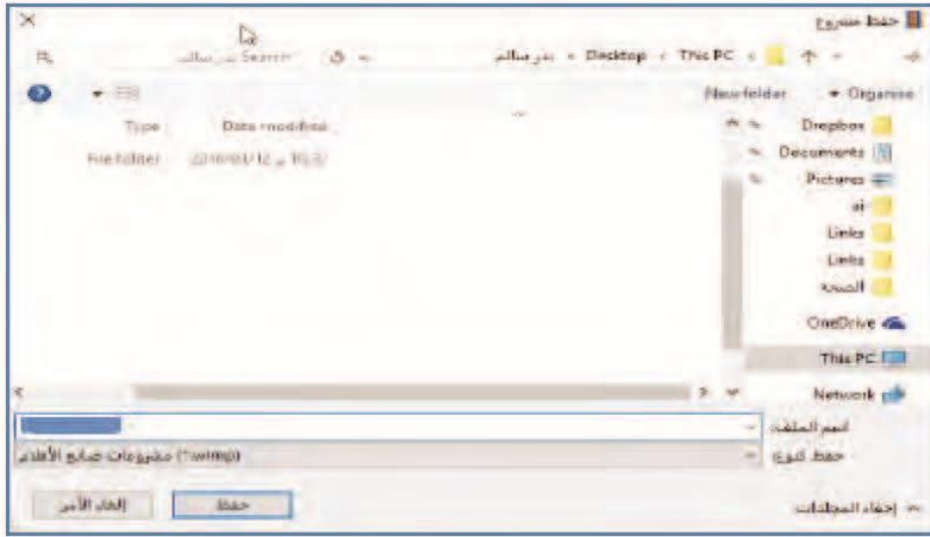 حفظ مشروع
This PC › Desktop › بدر سالم
Search بدر سالم
Organise
New folder
Date modified
Type
File folder
Dropbox
Documents
Pictures
ai
Links
Links
الصحة
OneDrive
This PC
Network
اسم الملف:
حفظ كنوع:
مشروعات صانع الأفلام (*.wlmp)
إخفاء المجلدات
حفظ
إلغاء الأمر